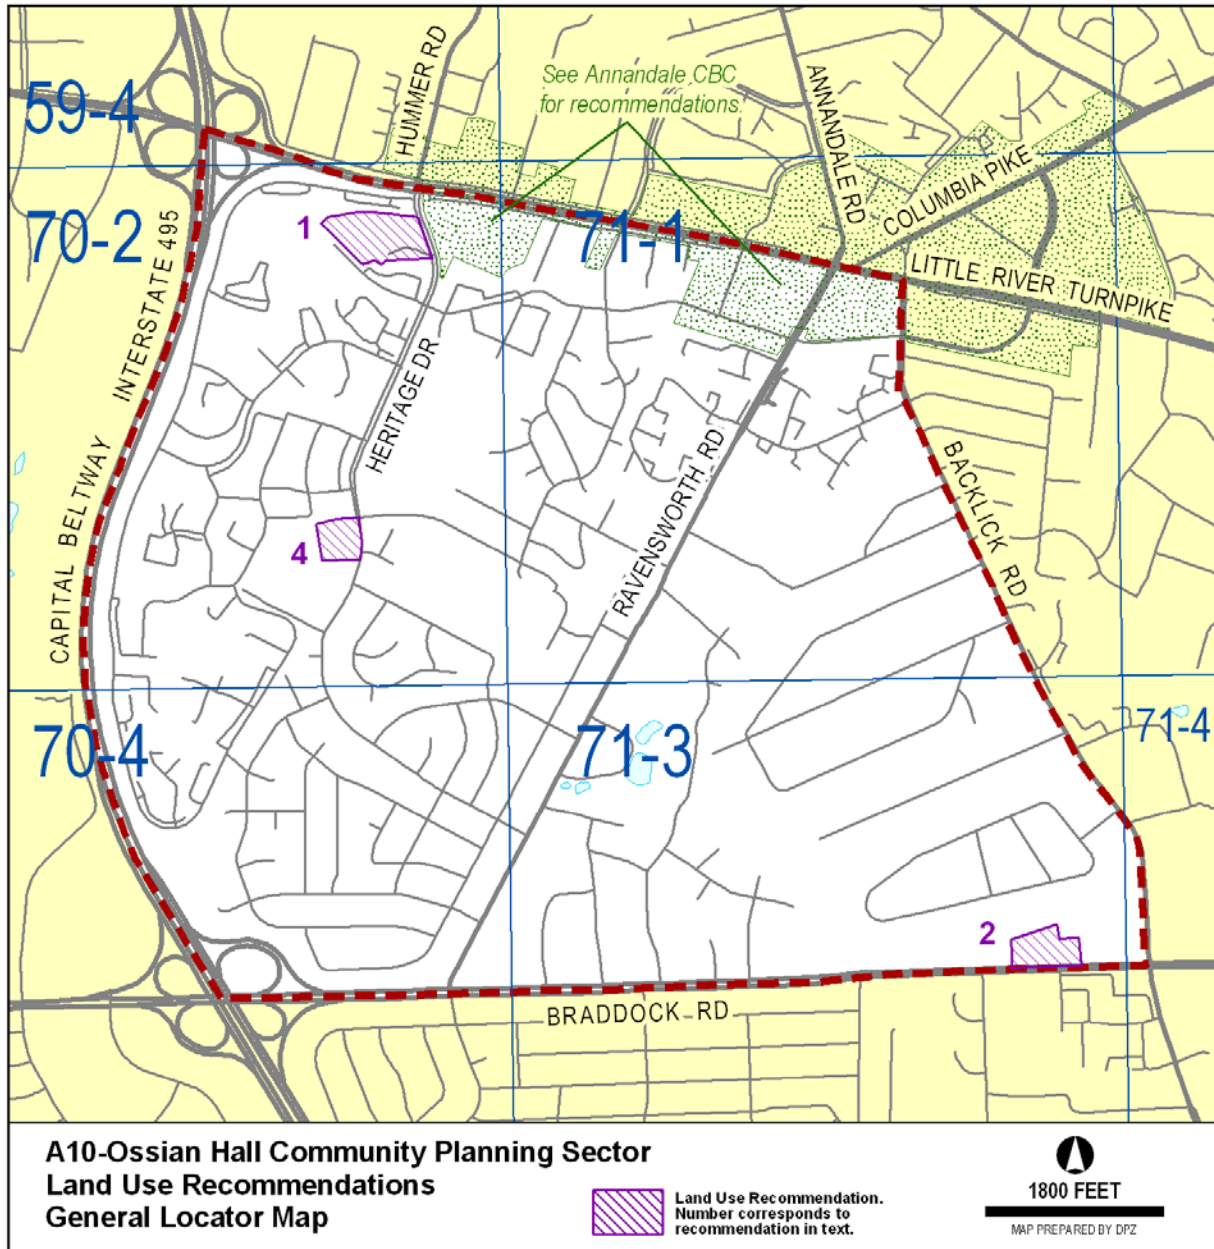 59-4
HUMMER RD
See Annandale CBC
for recommendations.
ANNANDALE RD
COLUMBIA PIKE
70-2
1
71-1
LITTLE RIVER TURNPIKE
INTERSTATE 495
CAPITAL BELTWAY
HERITAGE DR
RAVENSWORTH RD
BACKLICK RD
4
70-4
71-3
71-4
2
BRADDOCK RD
A10-Ossian Hall Community Planning Sector
Land Use Recommendations
General Locator Map
Land Use Recommendation.
Number corresponds to
recommendation in text.
1800 FEET
MAP PREPARED BY DPZ